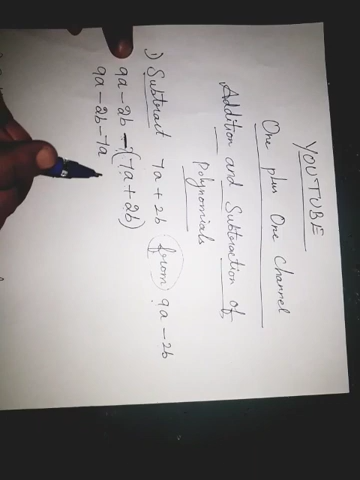 YOUTUBE
One plus One Channel
Addition and Subtraction of
Polynomials
1) Subtract 7a + 2b from 9a - 2b
9a - 2b - (7a + 2b)
9a - 2b - 7a